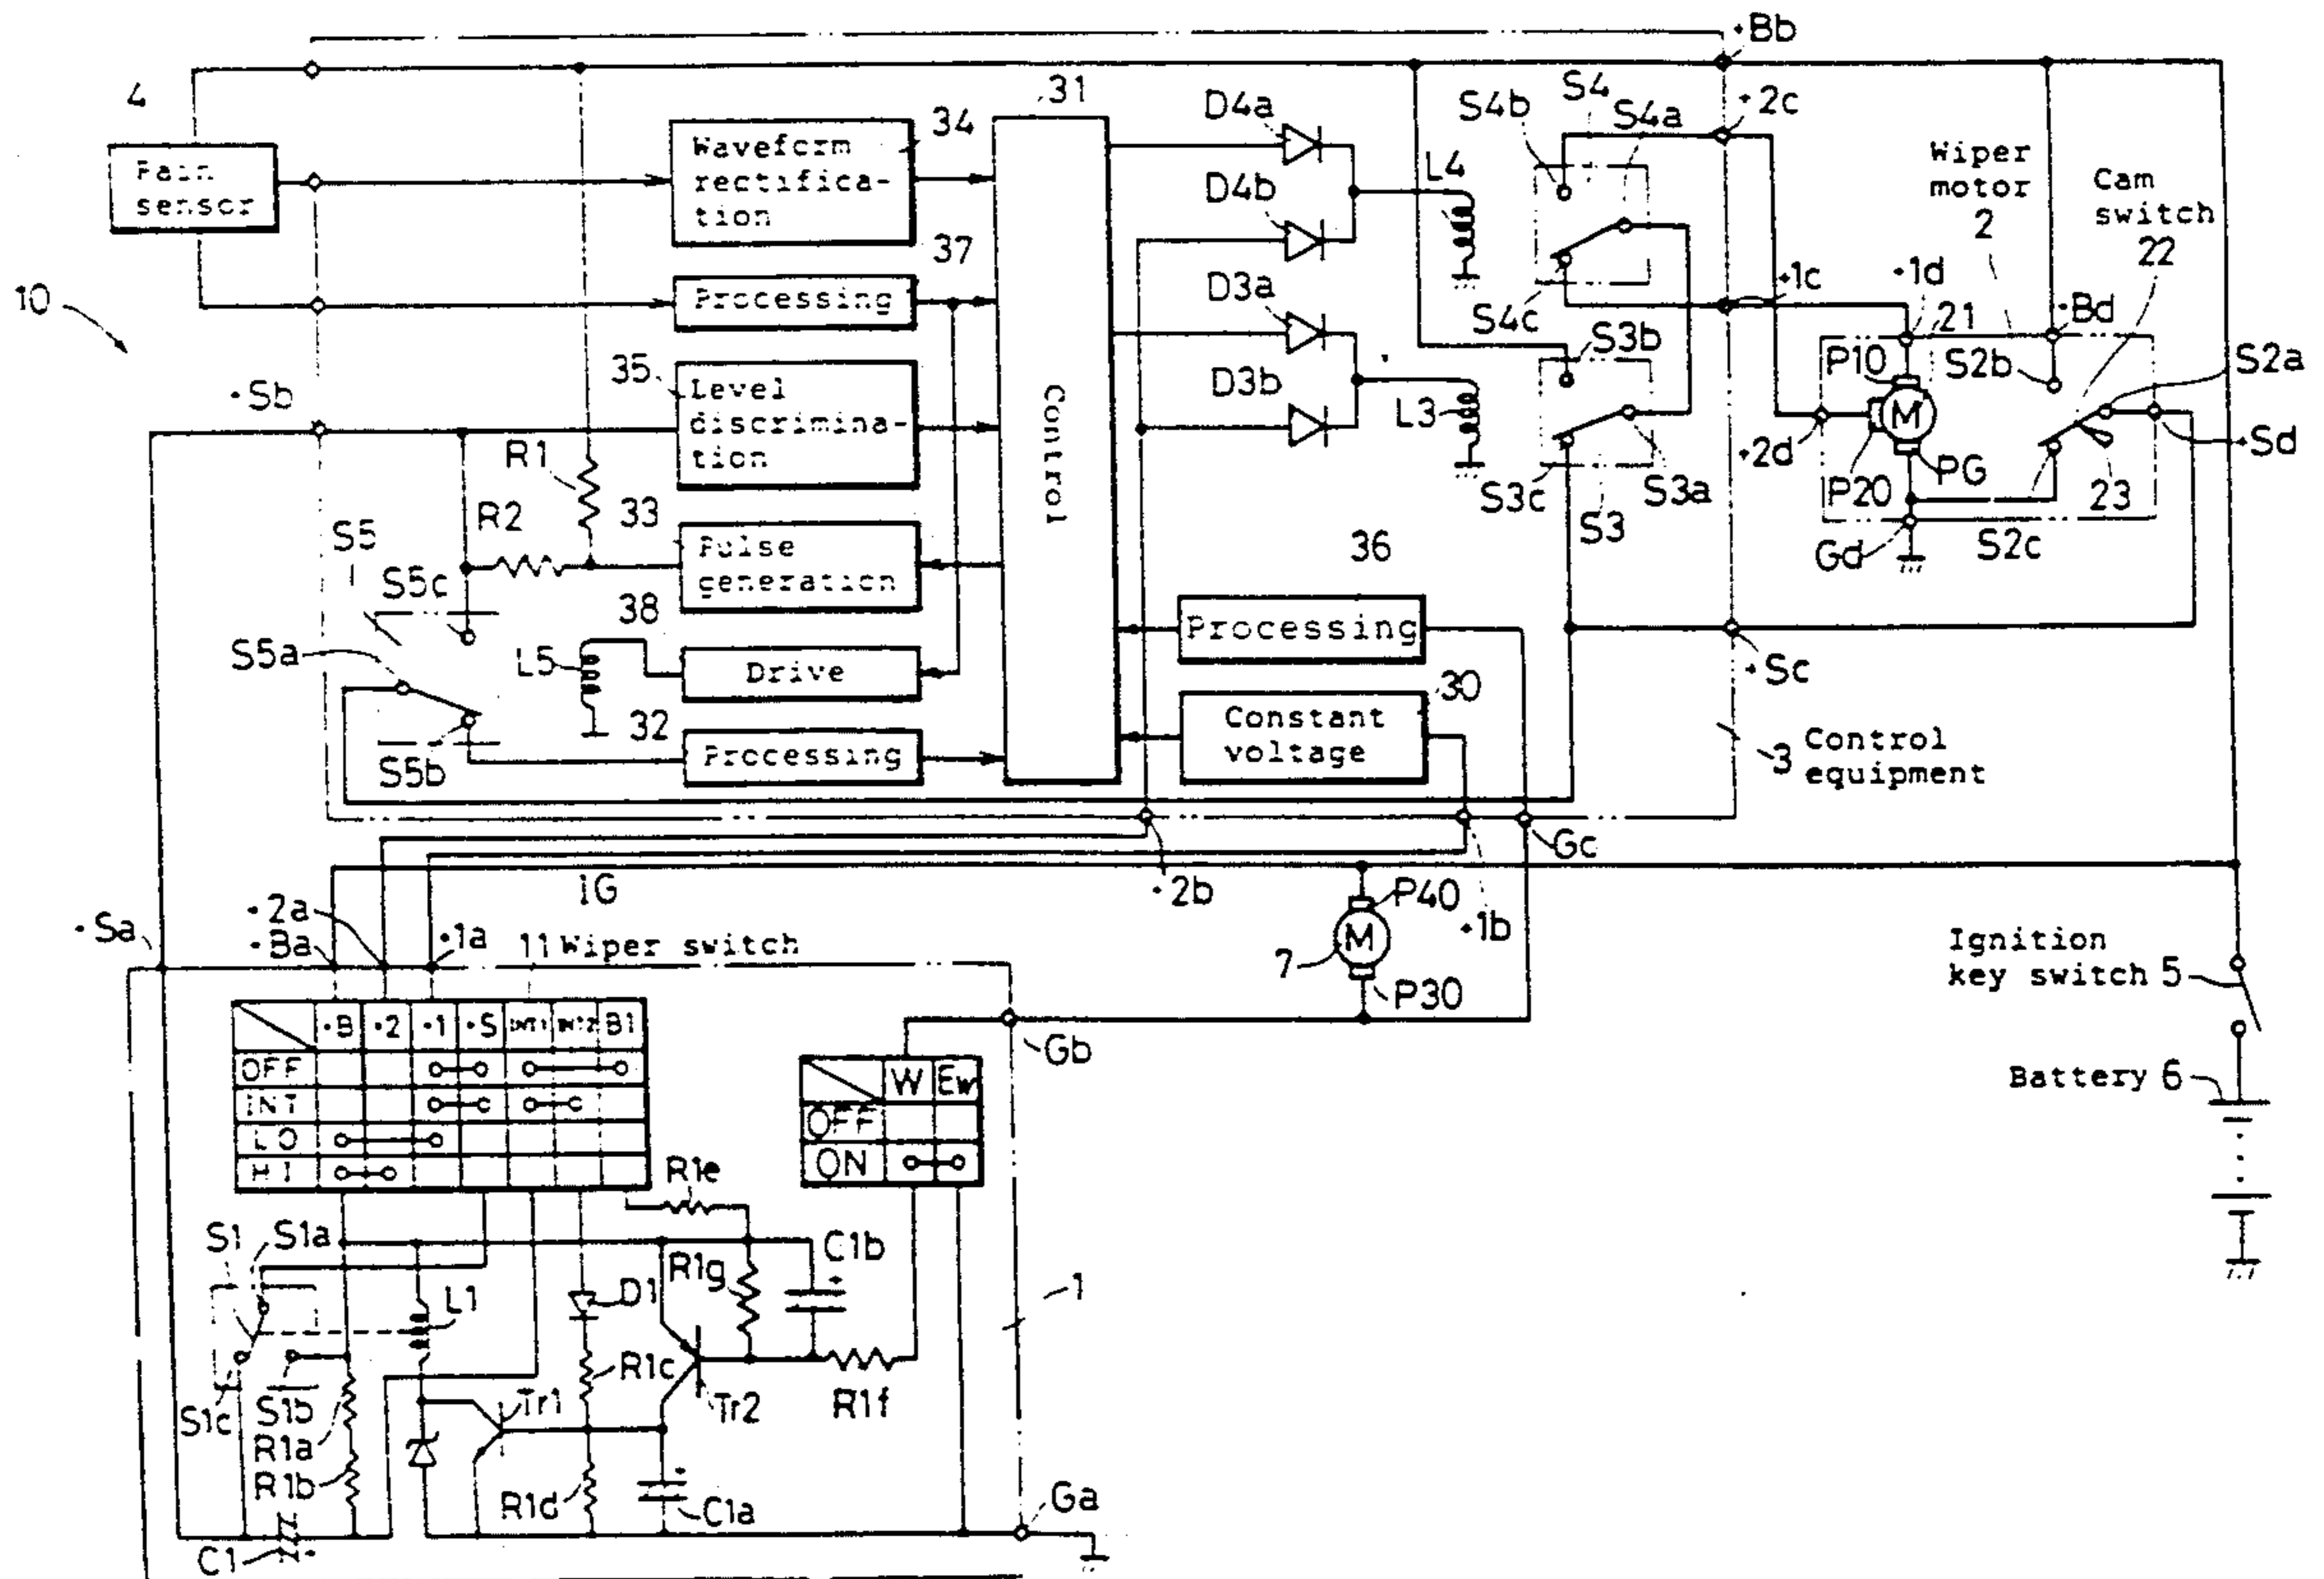 +Bb
4
31
D4a
S4b
S4
S4a
+2c
34
Waveform
rectifica-
tion
Rain
sensor
L4
Wiper
motor
2
Cam
switch
22
D4b
37
10
Processing
D3a
S4c
+1c
+1d
21
+Bd
S3b
P10
S2b
S2a
35
Level
discrimina-
tion
Control
D3b
L3
M
+Sb
R1
+2d
+Sd
PG
P20
23
S3c
S3a
S3
R2
33
S5
S5c
Pulse
generation
36
Gd
S2c
38
Processing
S5a
L5
Drive
+Sc
30
32
Constant
voltage
3
Control
equipment
S5b
Processing
Gc
1G
+2b
P40
+1b
+2a
+Sa
+Ba
+1a
11 Wiper switch
M
7
Ignition
key switch 5
P30
+B +2 +1 +S INT1 INT2 B1
Gb
OFF
INT
LO
HI
W Ew
OFF
ON
Battery 6
R1e
S1
S1a
C1b
R1g
L1
D1
1
R1c
S1c
S1b
Tr1
Tr2
R1f
R1a
R1b
R1d
C1a
Ga
C1